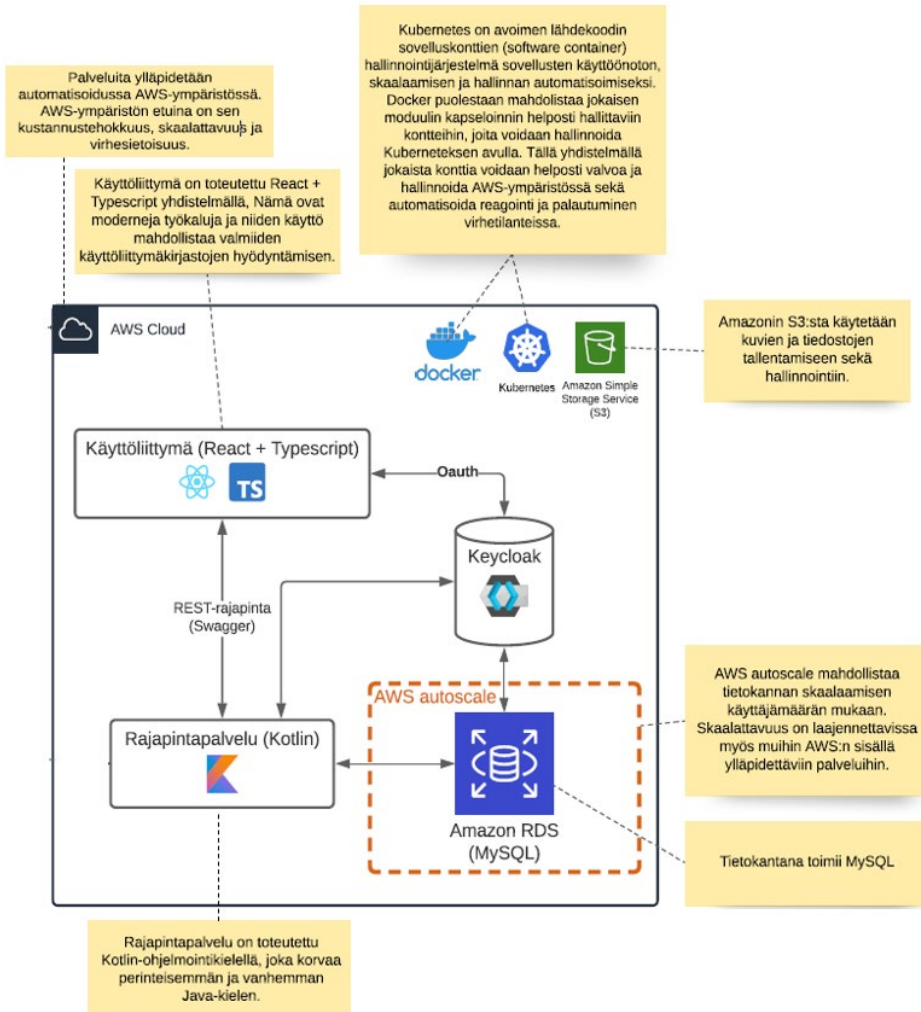 Kubernetes on avoimen lähdekoodin
sovelluskonttien (software container)
hallinnointijärjestelmä sovellusten käyttöönoton,
skaalaamisen ja hallinnan automatisoimiseksi.
Docker puolestaan mahdolistaa jokaisen
moduulin kapseloinnin helposti hallittaviin
kontteihin, joita voidaan hallinnoida
Kuberneteksen avulla. Tällä yhdistelmällä
jokaista konttia voidaan helposti valvoa ja
hallinnoida AWS-ympäristössä sekä
automatisoida reagointi ja palautuminen
virhetilanteissa.
Palveluita ylläpidetään
automatisoidussa AWS-ympäristössä.
AWS-ympäristön etuina on sen
kustannustehokkuus, skaalattavuus ja
virhesietoisuus.
Käyttöliittymä on toteutettu React +
Typescript yhdistelmällä, Nämä ovat
moderneja työkaluja ja niiden käyttö
mahdollistaa valmiiden
käyttöliittymäkirjastojen hyödyntämisen.
AWS Cloud
docker
Kubernetes
Amazon Simple
Storage Service
(S3)
Amazonin S3:sta käytetään
kuvien ja tiedostojen
tallentamiseen sekä
hallinnointiin.
Käyttöliittymä (React + Typescript)
TS
Oauth
Keycloak
REST-rajapinta
(Swagger)
AWS autoscale
Rajapintapalvelu (Kotlin)
Amazon RDS
(MySQL)
AWS autoscale mahdollistaa
tietokannan skaalaamisen
käyttäjämäärän mukaan.
Skaalattavuus on laajennettavissa
myös muihin AWS:n sisällä
ylläpidettäviin palveluihin.
Tietokantana toimii MySQL
Rajapintapalvelu on toteutettu
Kotlin-ohjelmointikielellä, joka korvaa
perinteisemmän ja vanhemman
Java-kielen.